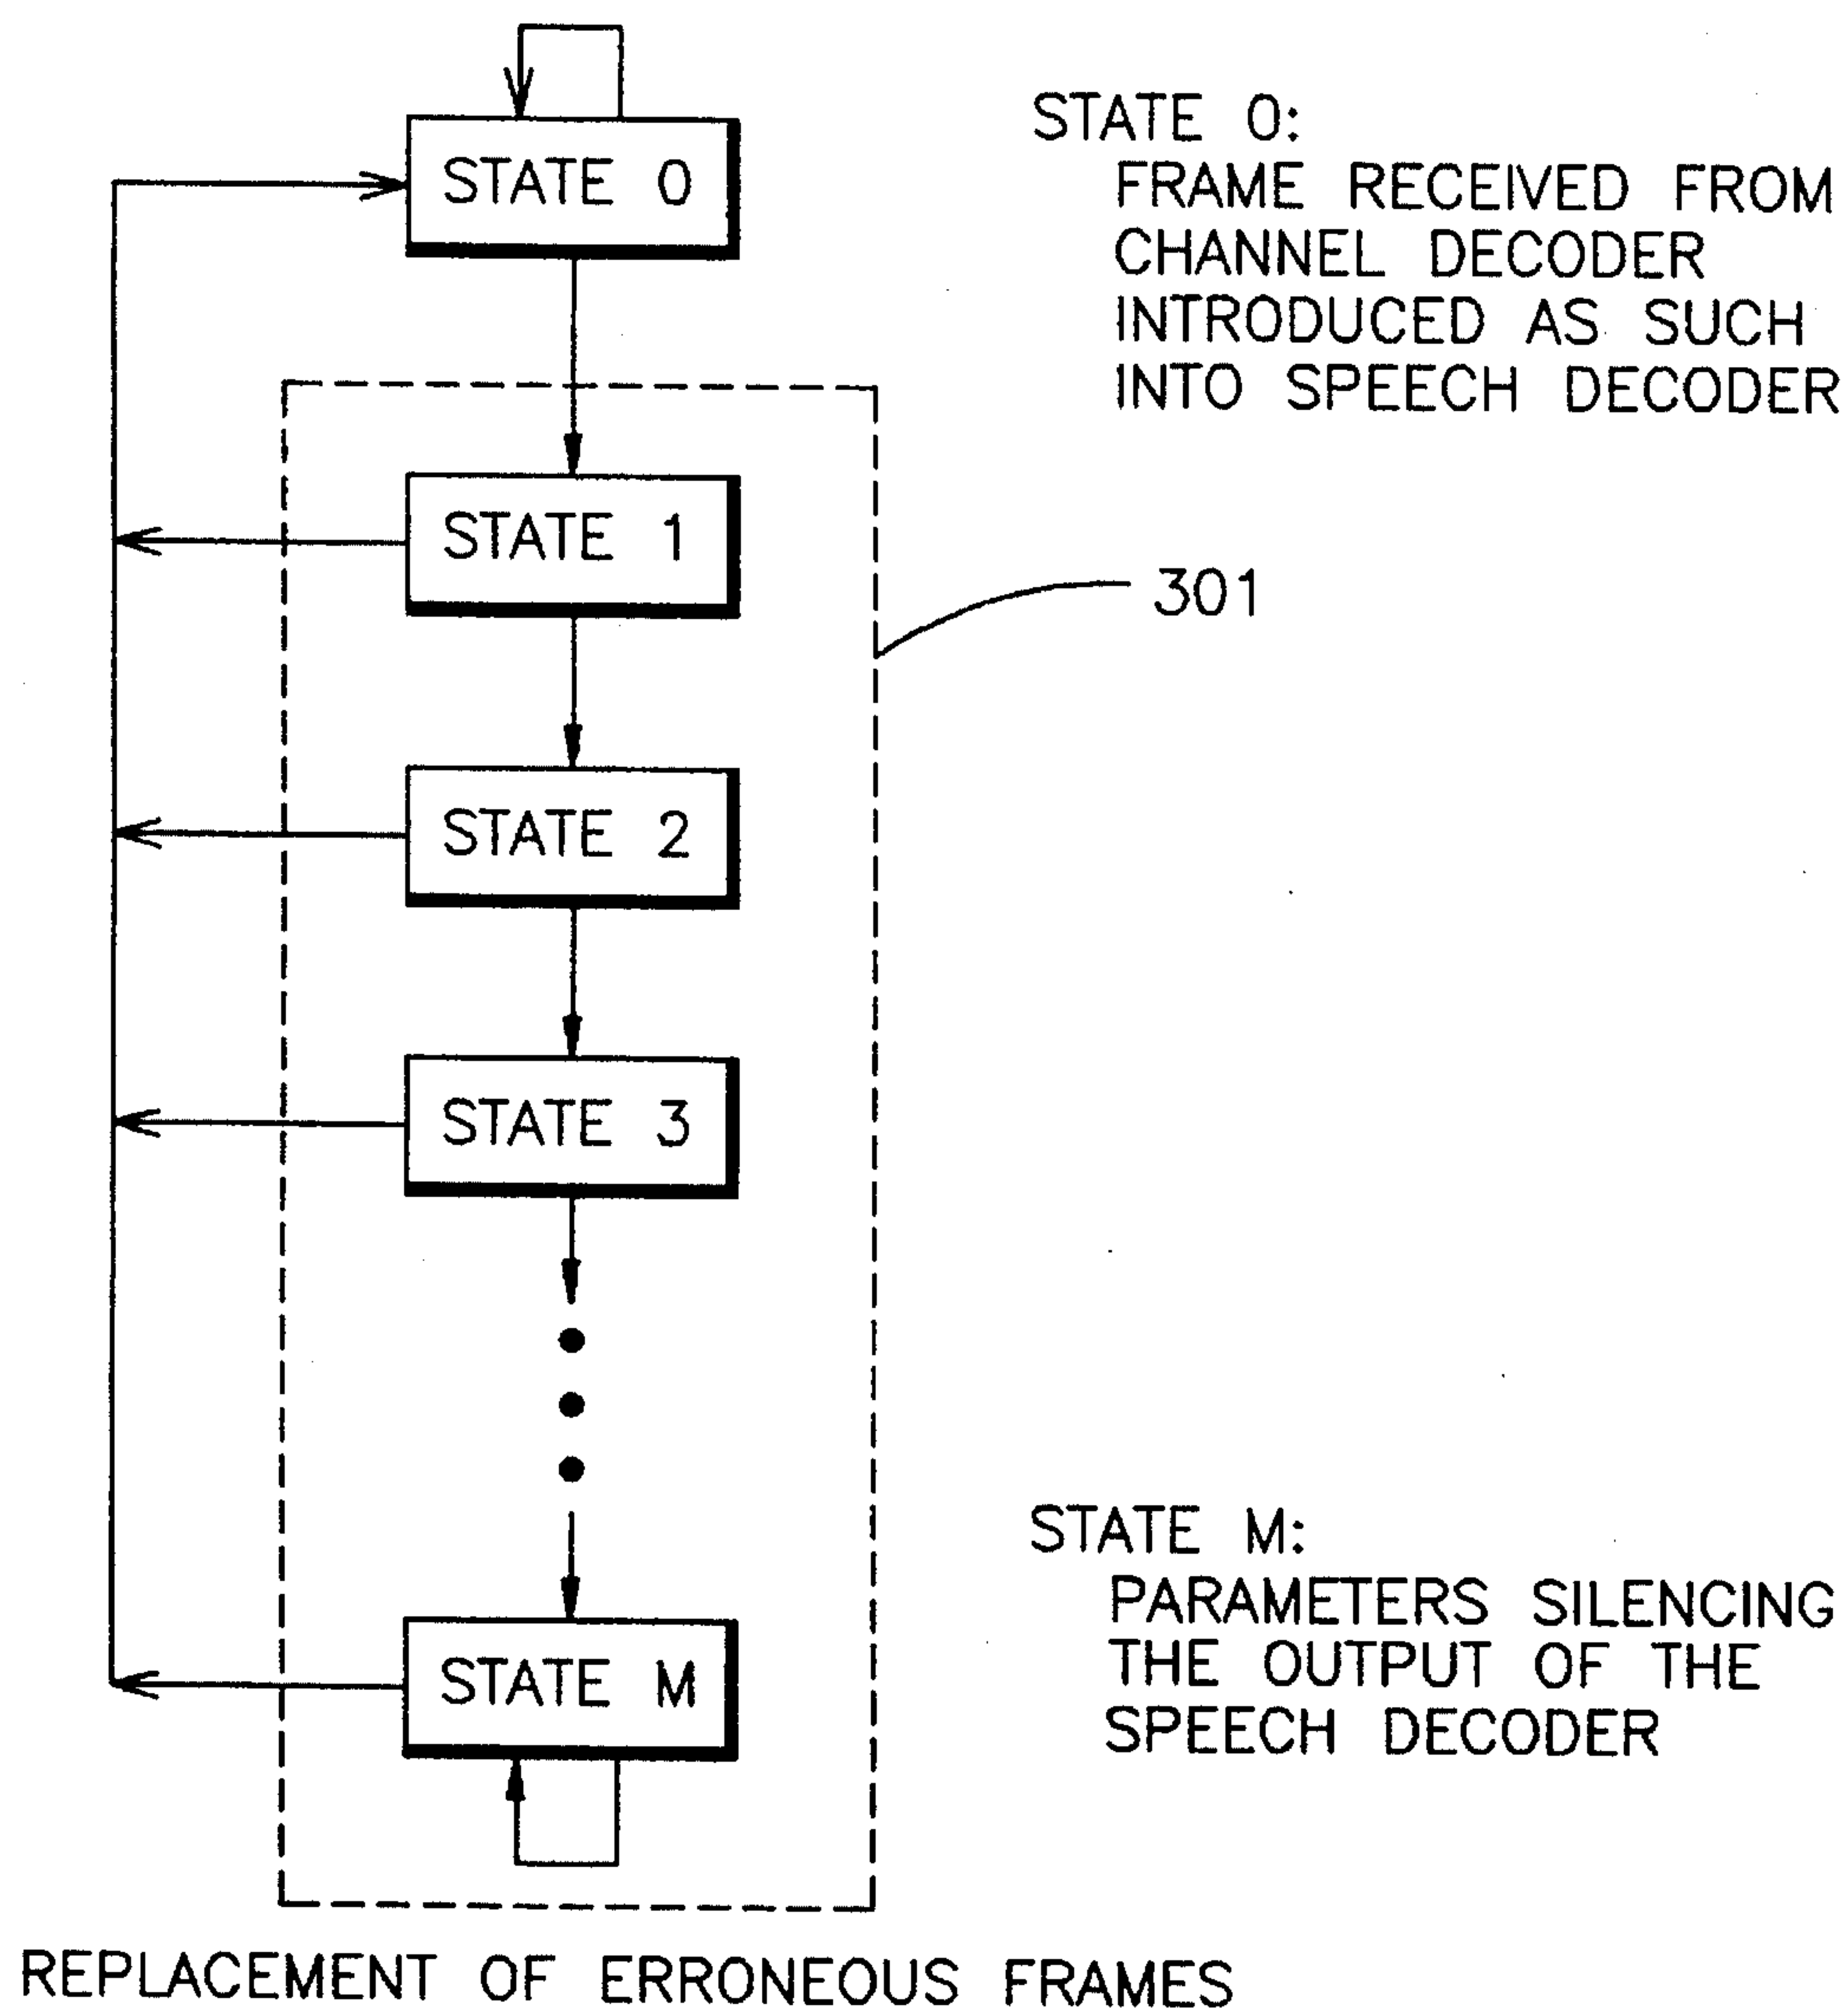 STATE 0
STATE 0:
FRAME RECEIVED FROM
CHANNEL DECODER
INTRODUCED AS SUCH
INTO SPEECH DECODER
STATE 1
301
STATE 2
STATE 3
STATE M
STATE M:
PARAMETERS SILENCING
THE OUTPUT OF THE
SPEECH DECODER
REPLACEMENT OF ERRONEOUS FRAMES